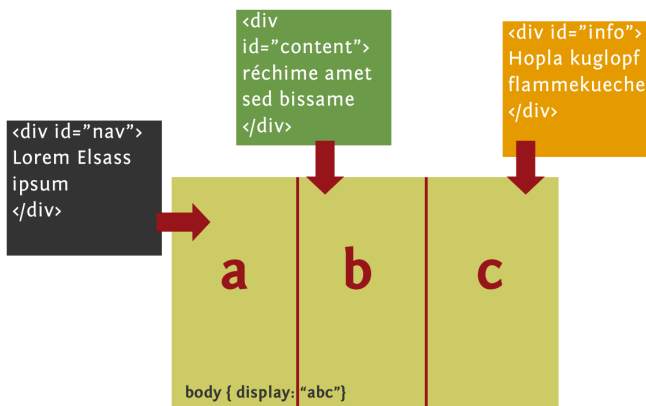 <div
id=”content”>
réchime amet
sed bissame
</div>
<div id=”info”>
Hopla kuglopf
flammekueche
</div>
<div id=”nav”>
Lorem Elsass
ipsum
</div>
a
b
c
body { display: “abc”}